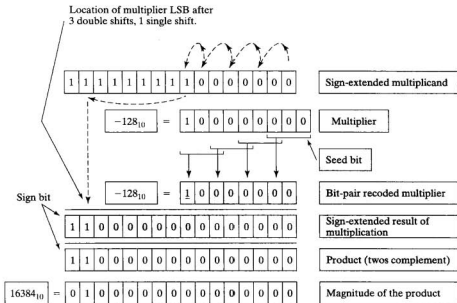 Location of multiplier LSB after
3 double shifts, 1 single shift.
1 1 1 1 1 1 1 1 1 0 0 0 0 0 0 0 Sign-extended multiplicand
−128₁₀ = 1 0 0 0 0 0 0 0 0 Multiplier
Seed bit
Sign bit
−128₁₀ = 1 0 0 0 0 0 0 0 Bit-pair recoded multiplier
1 1 0 0 0 0 0 0 0 0 0 0 0 0 0 0 Sign-extended result of
multiplication
1 1 0 0 0 0 0 0 0 0 0 0 0 0 0 0 Product (twos complement)
16384₁₀ = 0 1 0 0 0 0 0 0 0 0 0 0 0 0 0 0 Magnitude of the product